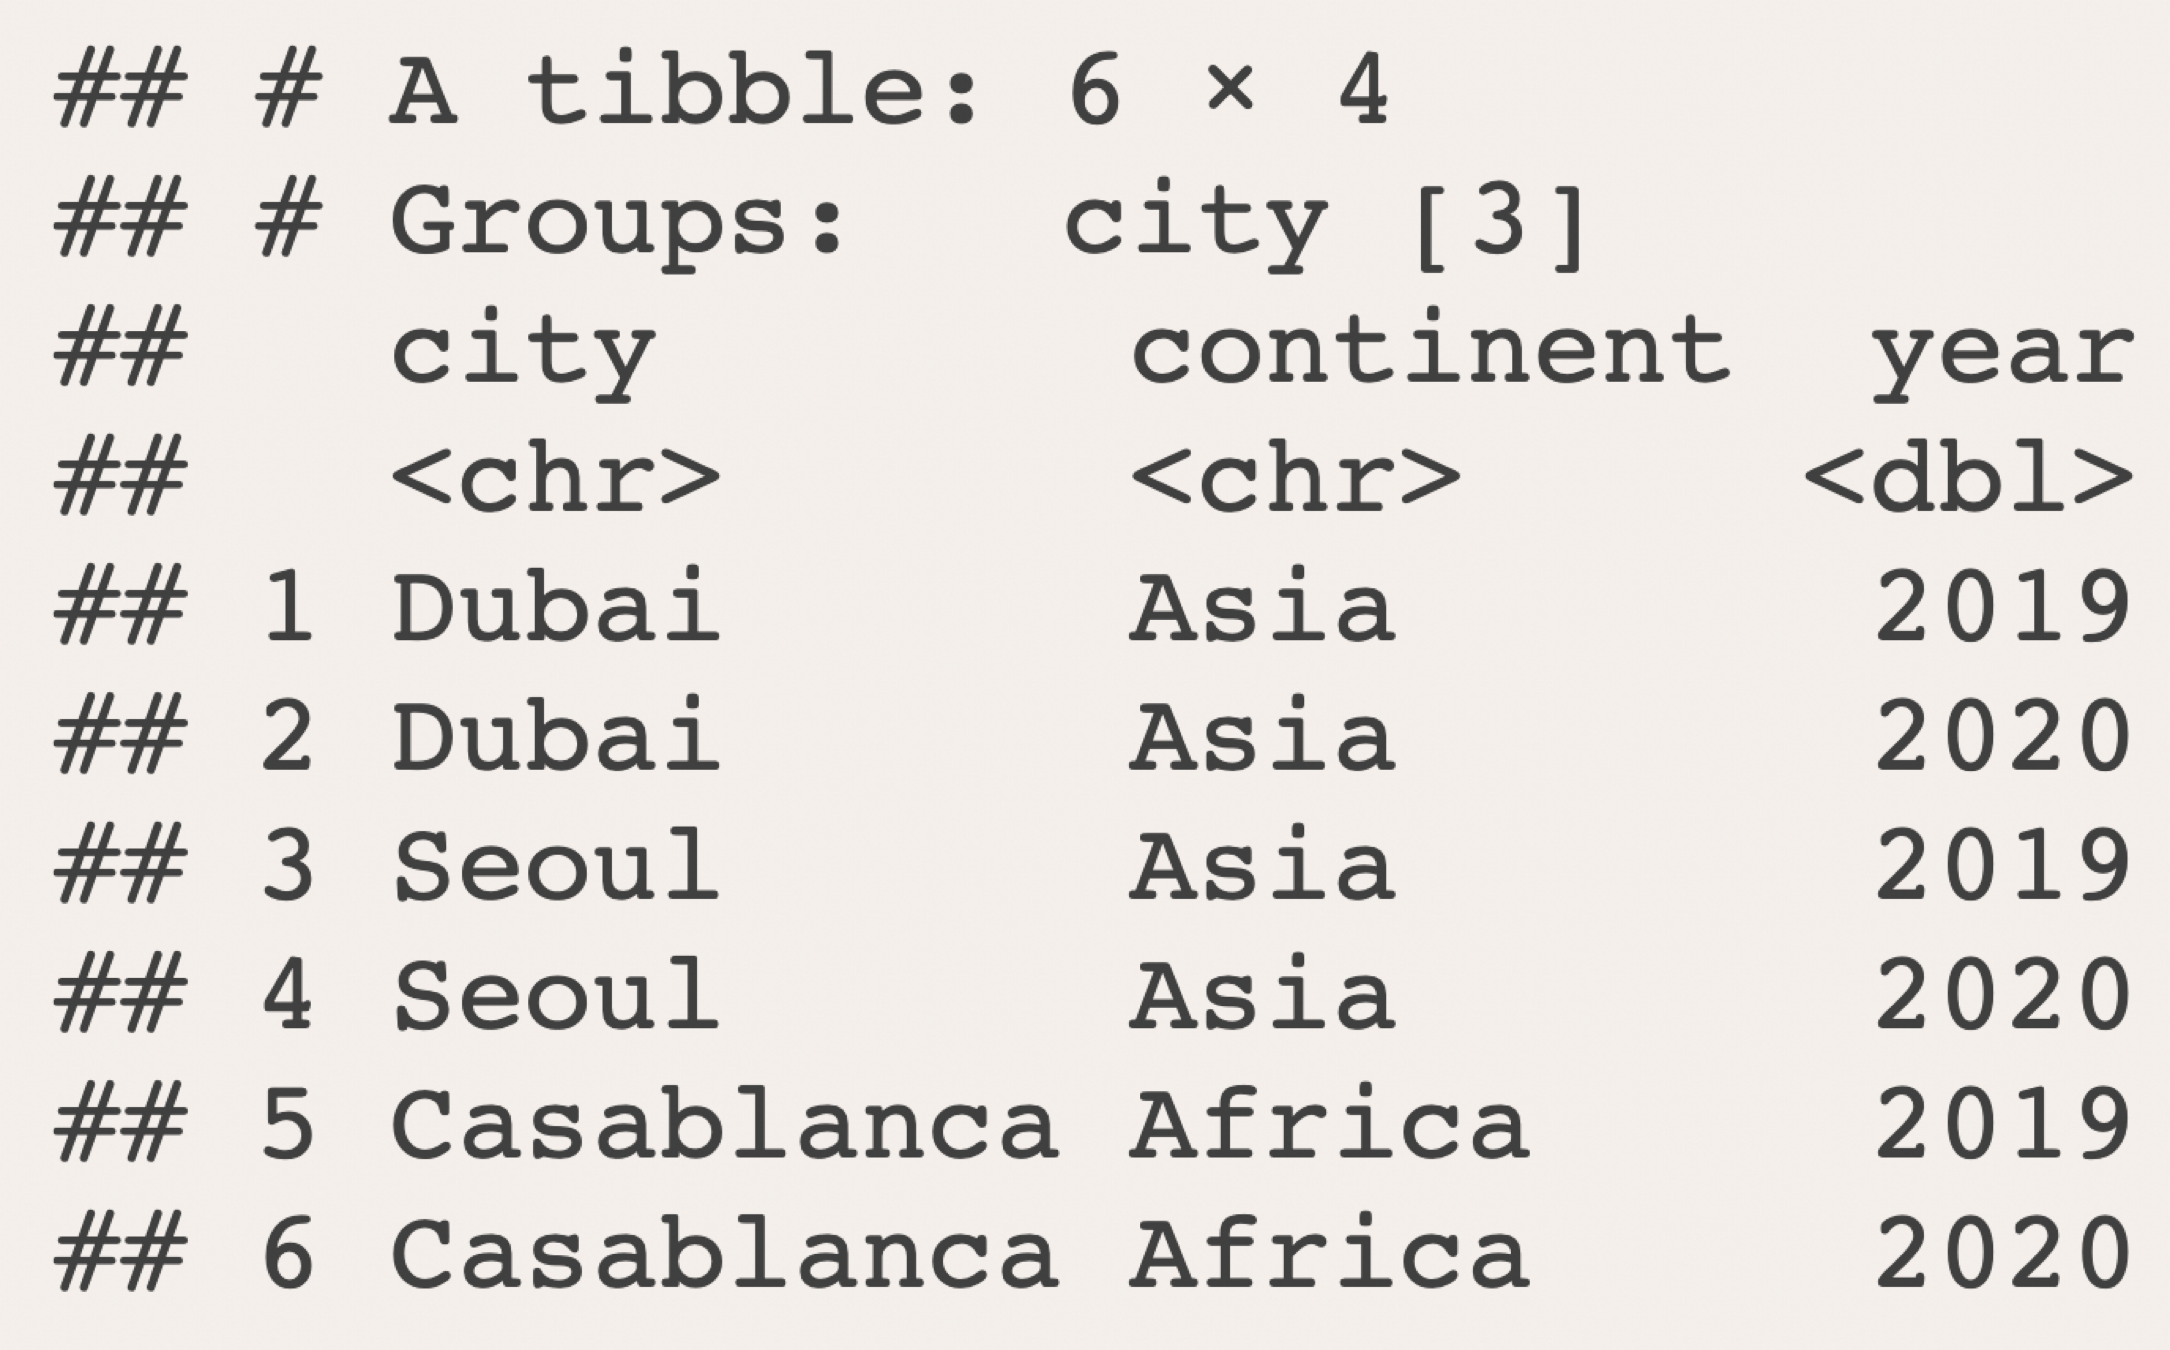 ## # A tibble: 6 × 4
## # Groups:   city [3]
##   city       continent  year
##   <chr>      <chr>     <dbl>
## 1 Dubai      Asia       2019
## 2 Dubai      Asia       2020
## 3 Seoul      Asia       2019
## 4 Seoul      Asia       2020
## 5 Casablanca Africa     2019
## 6 Casablanca Africa     2020